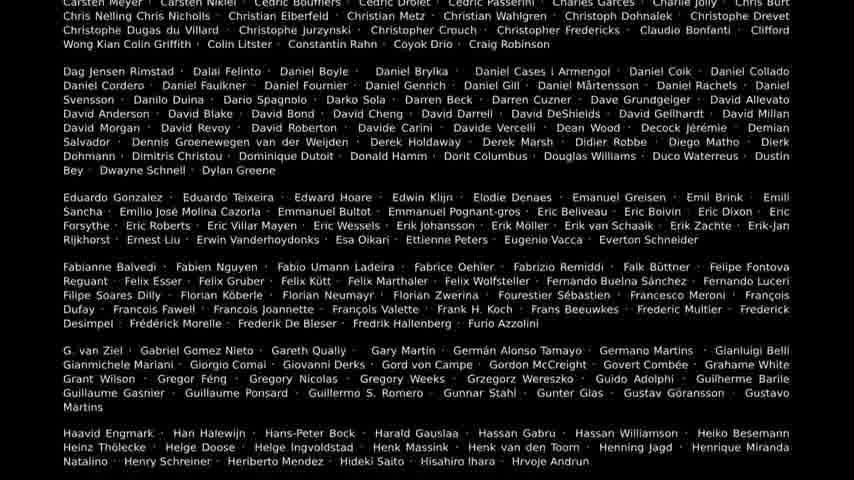 Carsten Meyer · Carsten Nikiel · Cédric Bouffiers · Cédric Drolet · Cédric Passerini · Charles Garcés · Charlie Jolly · Chris Burt
Chris Nelling Chris Nicholls · Christian Elberfeld · Christian Metz · Christian Wahlgren · Christoph Dohnalek · Christophe Drevet
Christophe Dugas du Villard · Christophe Jurzynski · Christopher Crouch · Christopher Fredericks · Claudio Bonfanti · Clifford
Wong Kian Colin Griffith · Colin Litster · Constantin Rahn · Coyok Drio · Craig Robinson
Dag Jensen Rimstad · Dalai Felinto · Daniel Boyle · Daniel Brylka · Daniel Cases i Armengol · Daniel Coik · Daniel Collado
Daniel Cordero · Daniel Faulkner · Daniel Fournier · Daniel Genrich · Daniel Gill · Daniel Mårtensson · Daniel Rachels · Daniel
Svensson · Danilo Duina · Dario Spagnolo · Darko Sola · Darren Beck · Darren Cuzner · Dave Grundgeiger · David Allevato
David Anderson · David Blake · David Bond · David Cheng · David Darrell · David DeShields · David Gellhardt · David Millan
David Morgan · David Revoy · David Roberton · Davide Carini · Davide Vercelli · Dean Wood · Decock Jérémie · Demian
Salvador · Dennis Groenewegen van der Weijden · Derek Holdaway · Derek Marsh · Didier Robbe · Diego Matho · Dierk
Dohmann · Dimitris Christou · Dominique Dutoit · Donald Hamm · Dorit Columbus · Douglas Williams · Duco Waterreus · Dustin
Bey · Dwayne Schnell · Dylan Greene
Eduardo Gonzalez · Eduardo Teixeira · Edward Hoare · Edwin Klijn · Elodie Denaes · Emanuel Greisen · Emil Brink · Emili
Sancha · Emilio José Molina Cazorla · Emmanuel Bultot · Emmanuel Pognant-gros · Eric Beliveau · Eric Boivin · Eric Dixon · Eric
Forsythe · Eric Roberts · Eric Villar Mayen · Eric Wessels · Erik Johansson · Erik Möller · Erik van Schaaik · Erik Zachte · Erik-Jan
Rijkhorst · Ernest Liu · Erwin Vanderhoydonks · Esa Oikari · Ettienne Peters · Eugenio Vacca · Everton Schneider
Fabianne Balvedi · Fabien Nguyen · Fabio Umann Ladeira · Fabrice Oehler · Fabrizio Remiddi · Falk Büttner · Felipe Fontova
Reguant · Felix Esser · Felix Gruber · Felix Kütt · Felix Marthaler · Felix Wolfsteller · Fernando Buelna Sánchez · Fernando Luceri
Filipe Soares Dilly · Florian Köberle · Florian Neumayr · Florian Zwerina · Fourestier Sébastien · Francesco Meroni · François
Dufay · Francois Fawell · Francois Joannette · François Valette · Frank H. Koch · Frans Beeuwkes · Frederic Multier · Frederick
Desimpel · Frédérick Morelle · Frederik De Bleser · Fredrik Hallenberg · Furio Azzolini
G. van Ziel · Gabriel Gomez Nieto · Gareth Qually · Gary Martin · Germán Alonso Tamayo · Germano Martins · Gianluigi Belli
Gianmichele Mariani · Giorgio Comai · Giovanni Derks · Gord von Campe · Gordon McCreight · Govert Combée · Grahame White
Grant Wilson · Gregor Féng · Gregory Nicolas · Gregory Weeks · Grzegorz Wereszko · Guido Adolphi · Guilherme Barile
Guillaume Gasnier · Guillaume Ponsard · Guillermo S. Romero · Gunnar Stahl · Gunter Glas · Gustav Göransson · Gustavo
Martins
Haavid Engmark · Han Halewijn · Hans-Peter Bock · Harald Gauslaa · Hassan Gabru · Hassan Williamson · Heiko Besemann
Heinz Thölecke · Helge Doose · Helge Ingvoldstad · Henk Massink · Henk van den Toorn · Henning Jagd · Henrique Miranda
Natalino · Henry Schreiner · Heriberto Mendez · Hideki Saito · Hisahiro Ihara · Hrvoje Andrun